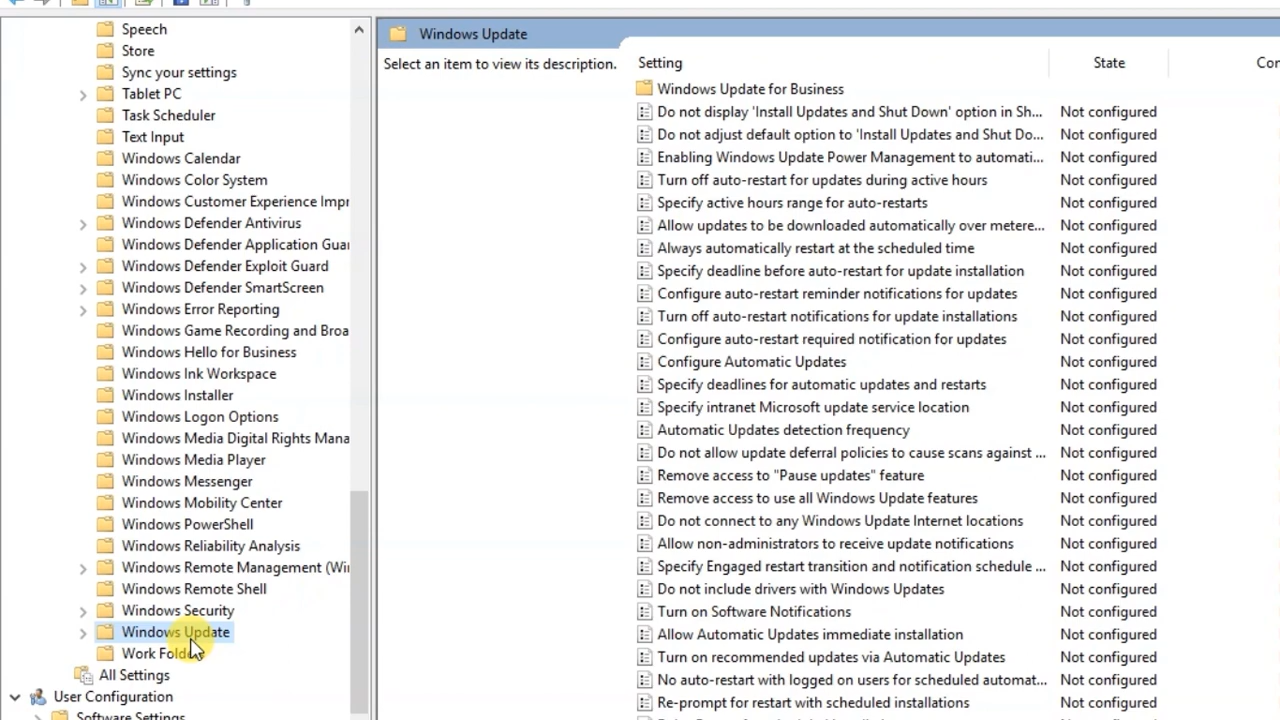 Speech
Store
Sync your settings
Tablet PC
Task Scheduler
Text Input
Windows Calendar
Windows Color System
Windows Customer Experience Impr
Windows Defender Antivirus
Windows Defender Application Guar
Windows Defender Exploit Guard
Windows Defender SmartScreen
Windows Error Reporting
Windows Game Recording and Broa
Windows Hello for Business
Windows Ink Workspace
Windows Installer
Windows Logon Options
Windows Media Digital Rights Mana
Windows Media Player
Windows Messenger
Windows Mobility Center
Windows PowerShell
Windows Reliability Analysis
Windows Remote Management (Wi
Windows Remote Shell
Windows Security
Windows Update
Work Folders
All Settings
User Configuration
Software Settings
Windows Update
Select an item to view its description.
Setting State Cor
Windows Update for Business
Do not display 'Install Updates and Shut Down' option in Sh... Not configured
Do not adjust default option to 'Install Updates and Shut Do... Not configured
Enabling Windows Update Power Management to automati... Not configured
Turn off auto-restart for updates during active hours Not configured
Specify active hours range for auto-restarts Not configured
Allow updates to be downloaded automatically over metere... Not configured
Always automatically restart at the scheduled time Not configured
Specify deadline before auto-restart for update installation Not configured
Configure auto-restart reminder notifications for updates Not configured
Turn off auto-restart notifications for update installations Not configured
Configure auto-restart required notification for updates Not configured
Configure Automatic Updates Not configured
Specify deadlines for automatic updates and restarts Not configured
Specify intranet Microsoft update service location Not configured
Automatic Updates detection frequency Not configured
Do not allow update deferral policies to cause scans against ... Not configured
Remove access to "Pause updates" feature Not configured
Remove access to use all Windows Update features Not configured
Do not connect to any Windows Update Internet locations Not configured
Allow non-administrators to receive update notifications Not configured
Specify Engaged restart transition and notification schedule ... Not configured
Do not include drivers with Windows Updates Not configured
Turn on Software Notifications Not configured
Allow Automatic Updates immediate installation Not configured
Turn on recommended updates via Automatic Updates Not configured
No auto-restart with logged on users for scheduled automat... Not configured
Re-prompt for restart with scheduled installations Not configured